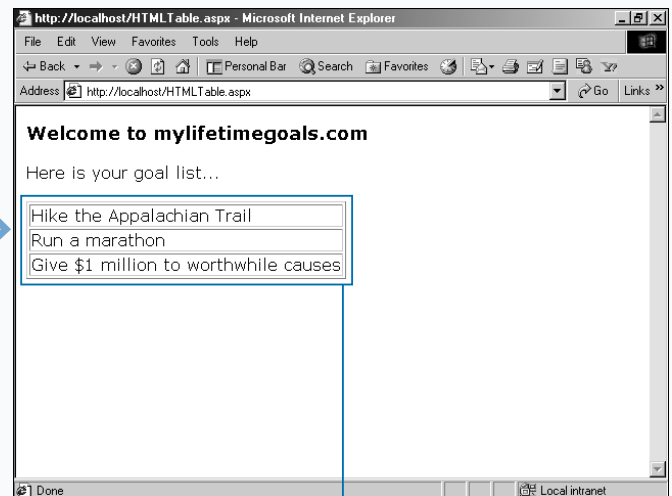 http://localhost/HTMLTable.aspx - Microsoft Internet Explorer
File Edit View Favorites Tools Help
Back Personal Bar Search Favorites
Address http://localhost/HTMLTable.aspx Go Links »
Welcome to mylifetimegoals.com
Here is your goal list...
Hike the Appalachian Trail
Run a marathon
Give $1 million to worthwhile causes
Done Local intranet